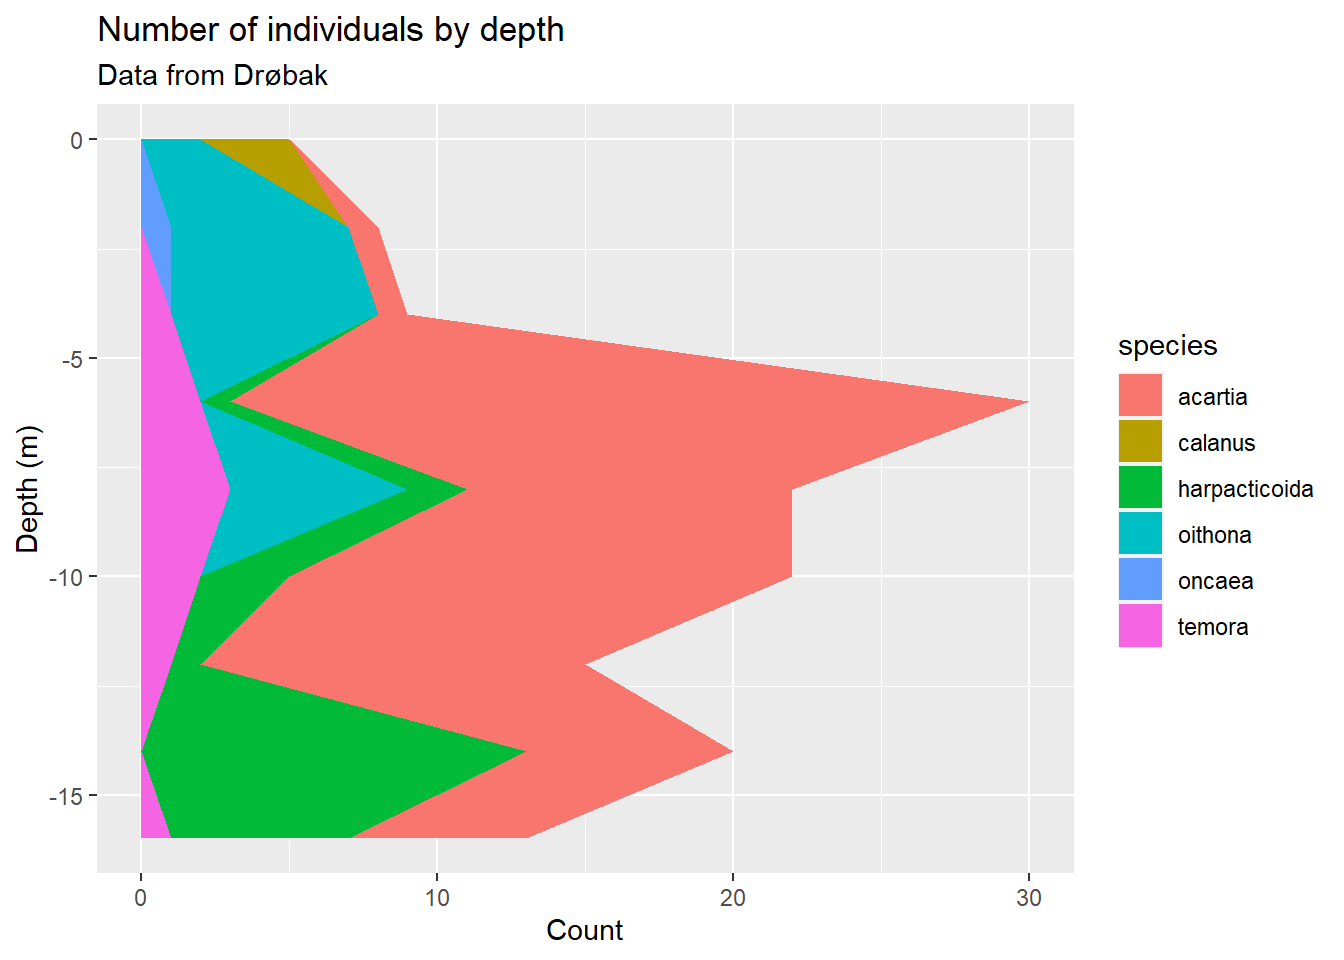 Number of individuals by depth
Data from Drøbak
0
-5
-10
-15
Depth (m)
0 10 20 30
Count
species
acartia
calanus
harpacticoida
oithona
oncaea
temora